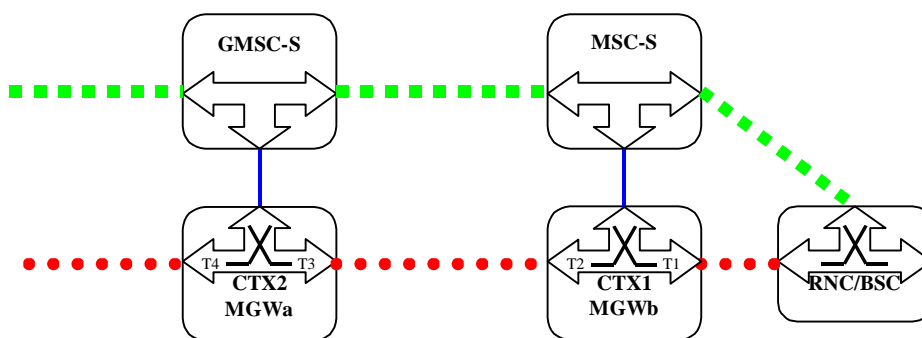 GMSC-S
MSC-S
T4 T3
CTX2
MGWa
T2 T1
CTX1
MGWb
RNC/BSC